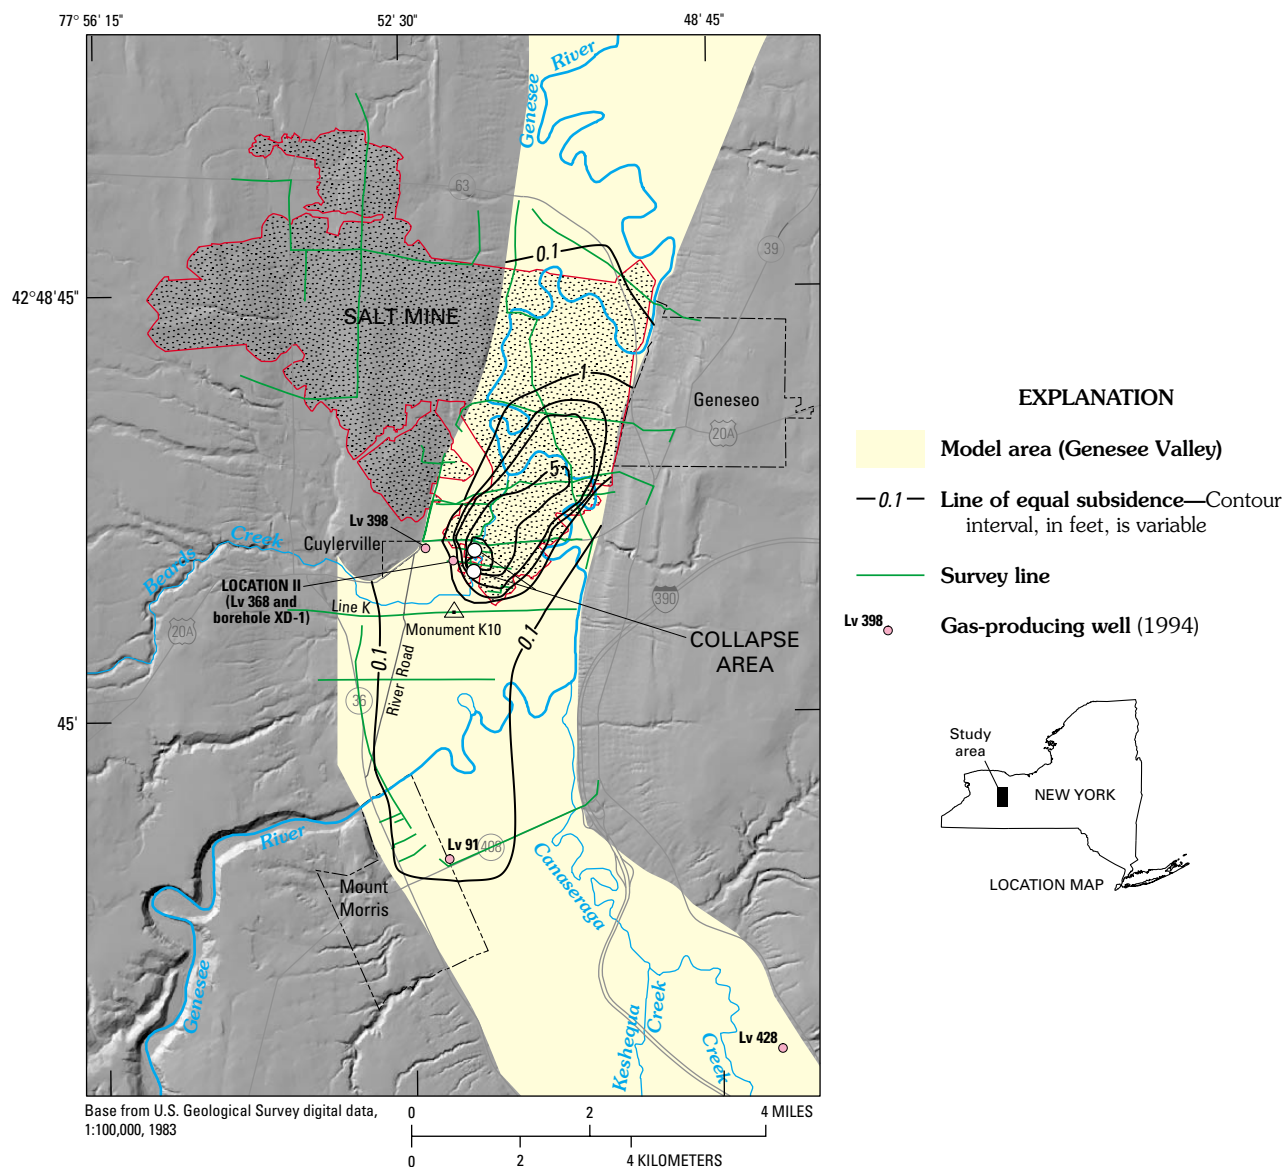 77° 56' 15"
52' 30"
48' 45"
Genesee River
63
39
0.1
42°48'45"
SALT MINE
1
Geneseo
20A
5
Lv 398
Cuylerville
Beards Creek
LOCATION II
(Lv 368 and
borehole XD-1)
390
Line K
20A
Monument K10
COLLAPSE
AREA
0.1
0.1
River Road
36
45'
River
Lv 91
408
Mount
Morris
Canaseraga
Genesee
Keshequa
Creek
Creek
Lv 428
Base from U.S. Geological Survey digital data,
1:100,000, 1983
0 2 4 MILES
0 2 4 KILOMETERS
EXPLANATION
Model area (Genesee Valley)
0.1 Line of equal subsidence—Contour
interval, in feet, is variable
Survey line
Lv 398 Gas-producing well (1994)
Study
area
NEW YORK
LOCATION MAP